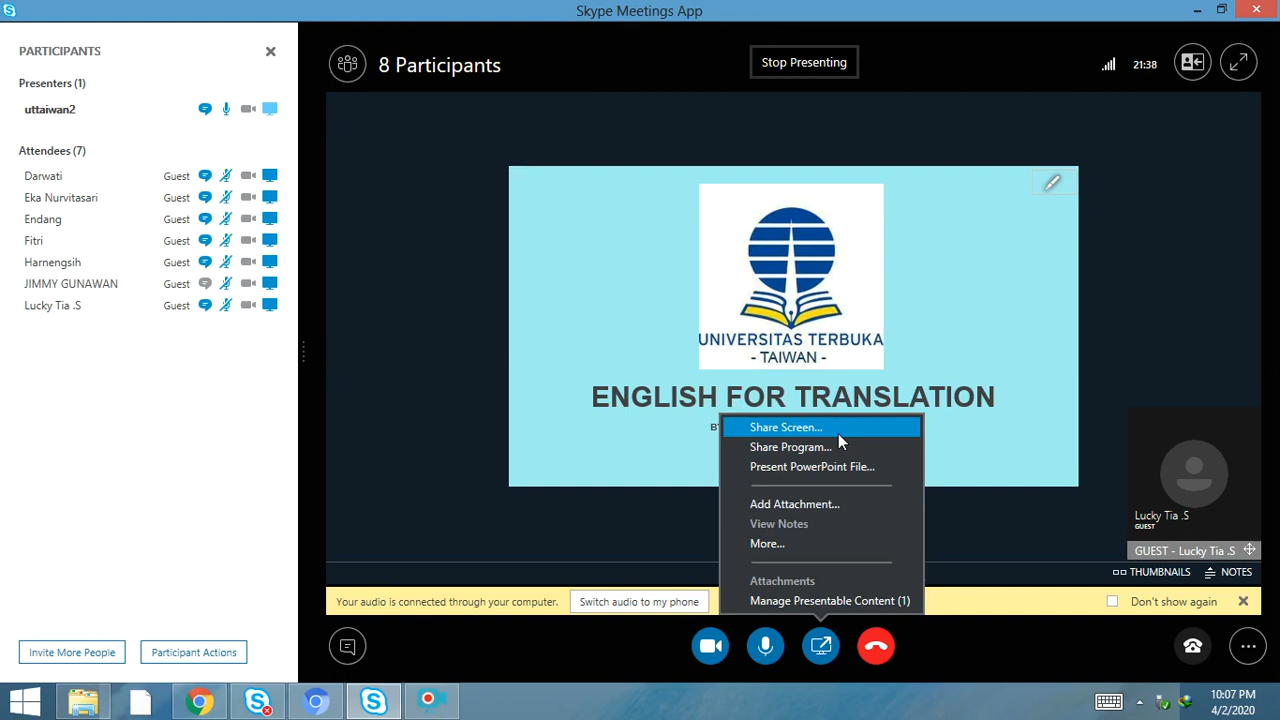 Skype Meetings App
PARTICIPANTS
Presenters (1)
uttaiwan2
Attendees (7)
Darwati Guest
Eka Nurvitasari Guest
Endang Guest
Fitri Guest
Harnengsih Guest
JIMMY GUNAWAN Guest
Lucky Tia .S Guest
Invite More People
Participant Actions
8 Participants
Stop Presenting
21:38
UNIVERSITAS TERBUKA
- TAIWAN -
ENGLISH FOR TRANSLATION
Share Screen...
Share Program...
Present PowerPoint File...
Add Attachment...
View Notes
More...
Attachments
Manage Presentable Content (1)
Lucky Tia .S
GUEST
GUEST - Lucky Tia .S
THUMBNAILS
NOTES
Your audio is connected through your computer.
Switch audio to my phone
Don't show again
10:07 PM
4/2/2020